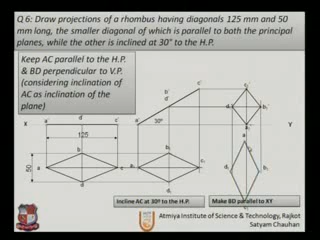 Q 6: Draw projections of a rhombus having diagonals 125 mm and 50
mm long, the smaller diagonal of which is parallel to both the principal
planes, while the other is inclined at 30° to the H.P.
Keep AC parallel to the H.P.
& BD perpendicular to V.P.
(considering inclination of
AC as inclination of the
plane)
X
Y
30°
125
50
Incline AC at 30º to the H.P.
Make BD parallel to XY
Atmiya Institute of Science & Technology, Rajkot
Satyam Chauhan